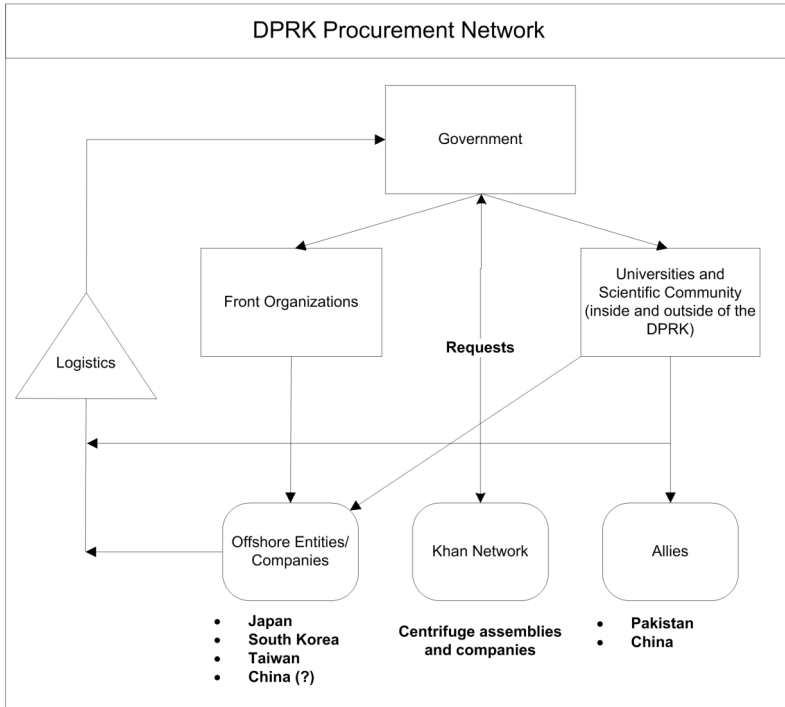 DPRK Procurement Network
Government
Front Organizations
Universities and
Scientific Community
(inside and outside of the
DPRK)
Requests
Logistics
Offshore Entities/
Companies
Khan Network
Allies
• Japan
• South Korea
• Taiwan
• China (?)
Centrifuge assemblies
and companies
• Pakistan
• China